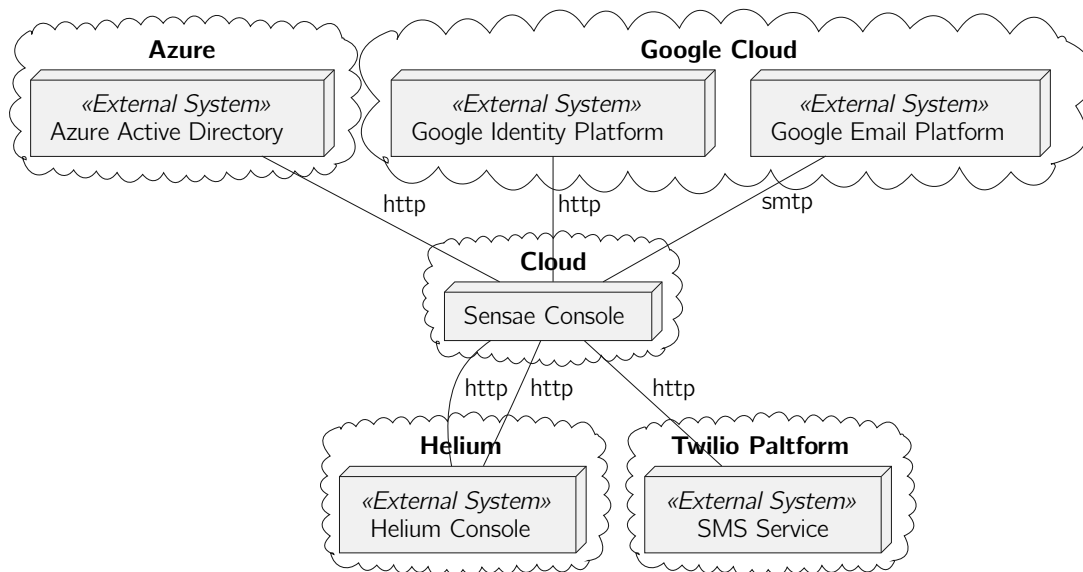 Azure
Google Cloud
«External System»
Azure Active Directory
«External System»
Google Identity Platform
«External System»
Google Email Platform
http
http
smtp
Cloud
Sensae Console
http
http
http
Helium
Twilio Paltform
«External System»
Helium Console
«External System»
SMS Service